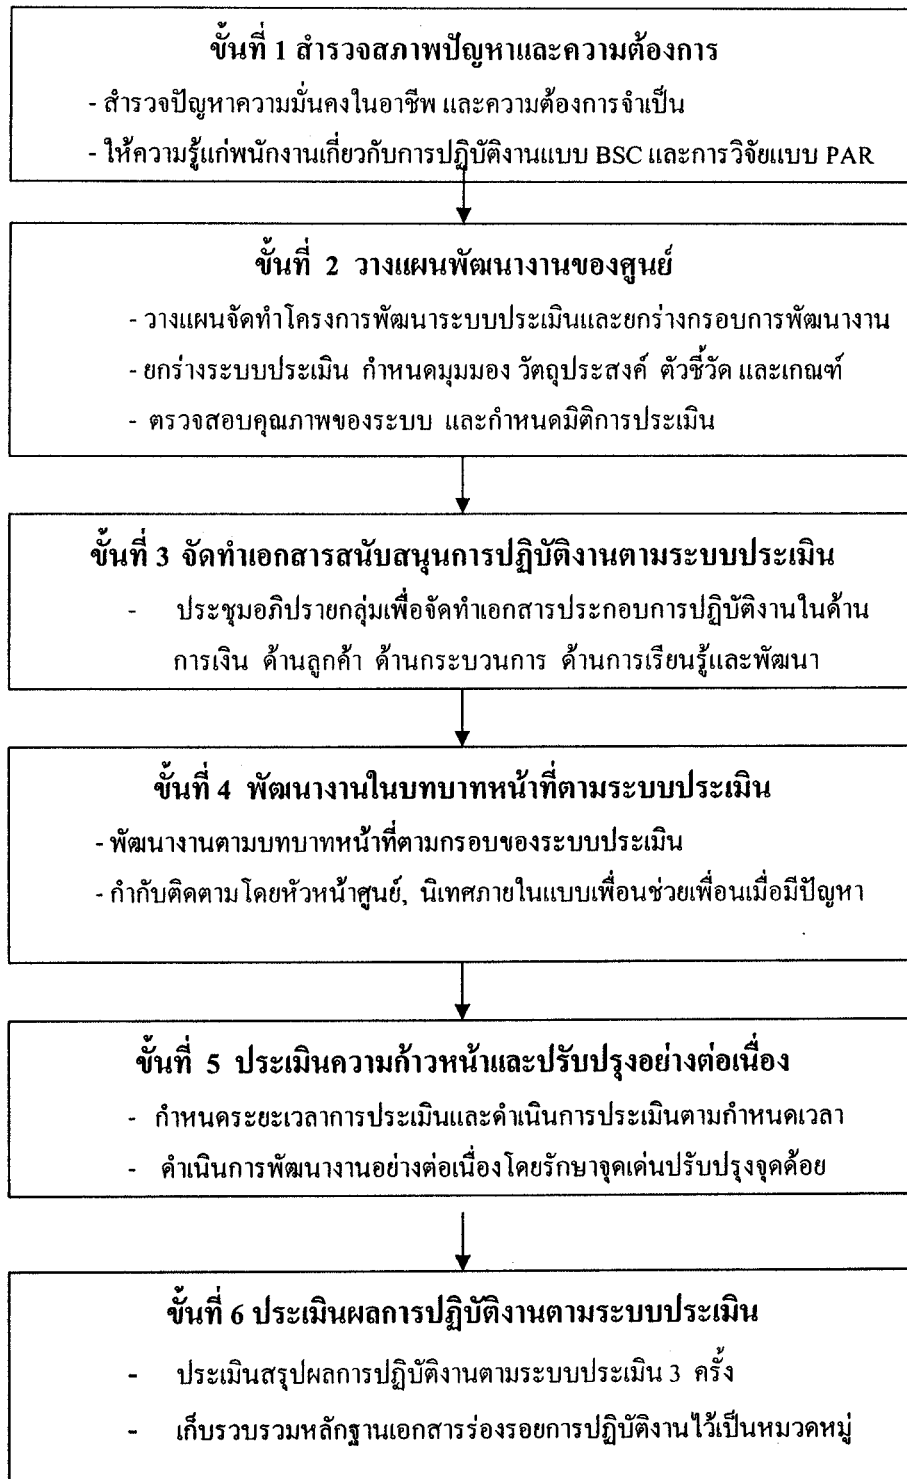 ขั้นที่ 1 สำรวจสภาพปัญหาและความต้องการ
- สำรวจปัญหาความมั่นคงในอาชีพ และความต้องการจำเป็น
- ให้ความรู้แก่พนักงานเกี่ยวกับการปฏิบัติงานแบบ BSC และการวิจัยแบบ PAR
ขั้นที่ 2 วางแผนพัฒนางานของศูนย์
- วางแผนจัดทำโครงการพัฒนาระบบประเมินและยกร่างกรอบการพัฒนางาน
- ยกร่างระบบประเมิน กำหนดมุมมอง วัตถุประสงค์ ตัวชี้วัด และเกณฑ์
- ตรวจสอบคุณภาพของระบบ และกำหนดมิติการประเมิน
ขั้นที่ 3 จัดทำเอกสารสนับสนุนการปฏิบัติงานตามระบบประเมิน
- ประชุมอภิปรายกลุ่มเพื่อจัดทำเอกสารประกอบการปฏิบัติงานในด้าน
การเงิน ด้านลูกค้า ด้านกระบวนการ ด้านการเรียนรู้และพัฒนา
ขั้นที่ 4 พัฒนางานในบทบาทหน้าที่ตามระบบประเมิน
- พัฒนางานตามบทบาทหน้าที่ตามกรอบของระบบประเมิน
- กำกับติดตามโดยหัวหน้าศูนย์, นิเทศภายในแบบเพื่อนช่วยเพื่อนเมื่อมีปัญหา
ขั้นที่ 5 ประเมินความก้าวหน้าและปรับปรุงอย่างต่อเนื่อง
- กำหนดระยะเวลาการประเมินและดำเนินการประเมินตามกำหนดเวลา
- ดำเนินการพัฒนางานอย่างต่อเนื่องโดยรักษาจุดเด่นปรับปรุงจุดด้อย
ขั้นที่ 6 ประเมินผลการปฏิบัติงานตามระบบประเมิน
- ประเมินสรุปผลการปฏิบัติงานตามระบบประเมิน 3 ครั้ง
- เก็บรวบรวมหลักฐานเอกสารร่องรอยการปฏิบัติงานไว้เป็นหมวดหมู่